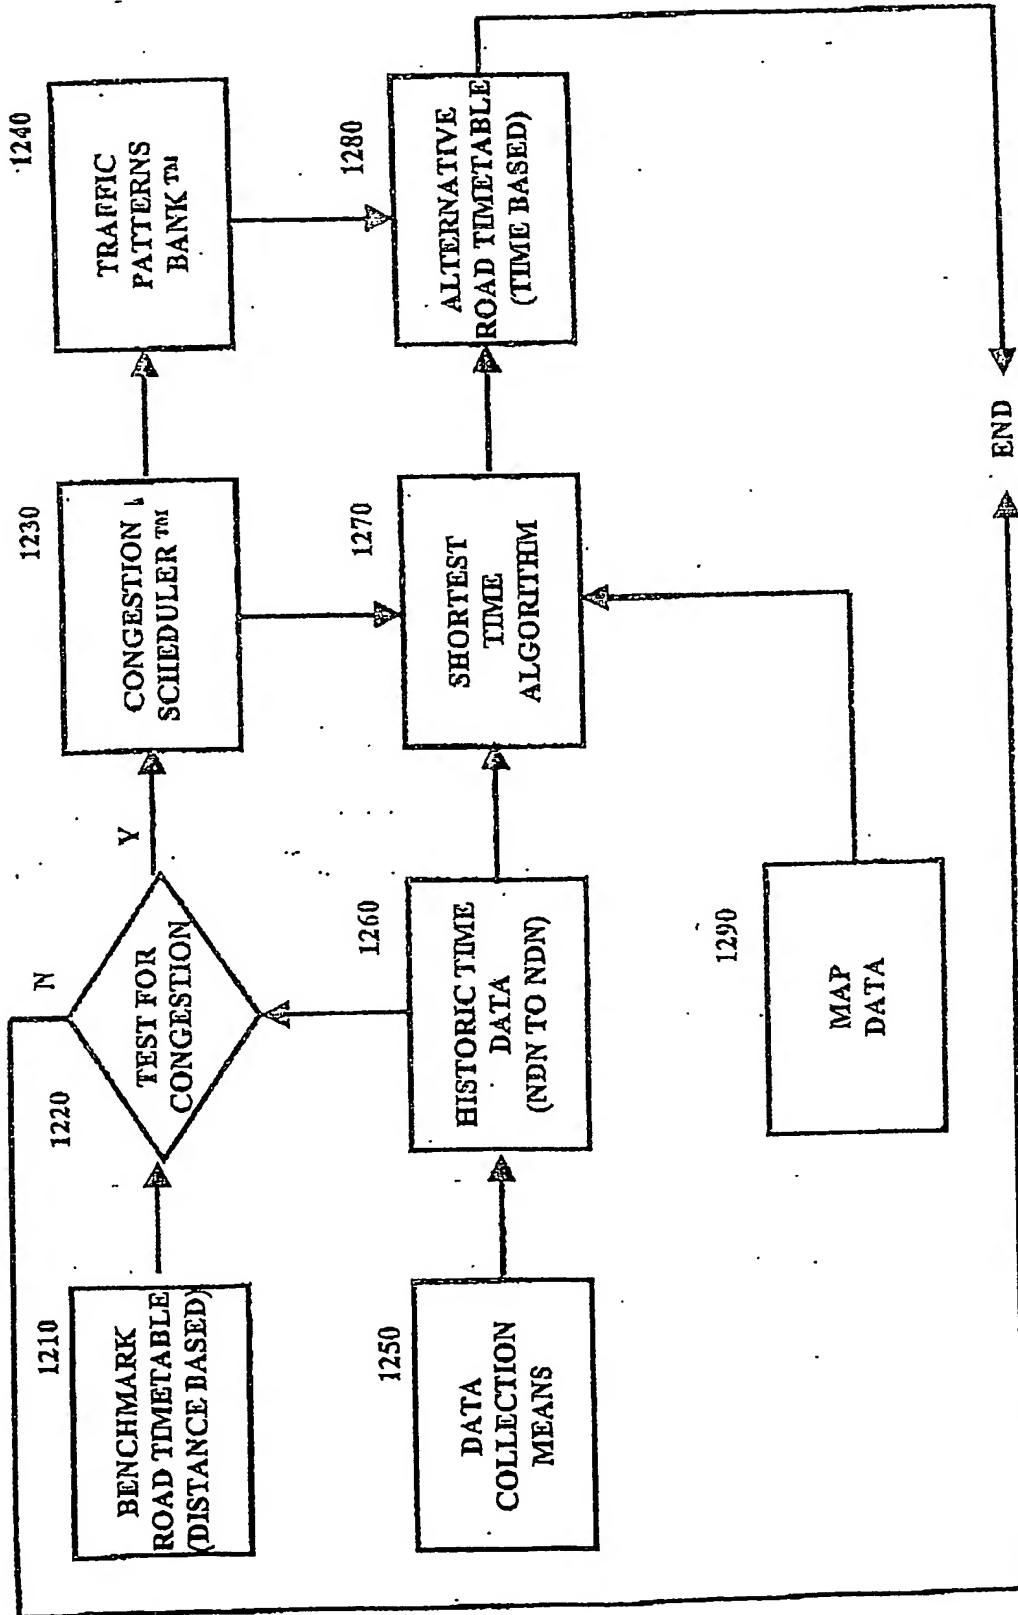 1210
BENCHMARK
ROAD TIMETABLE
(DISTANCE BASED)
1220
TEST FOR
CONGESTION
N
Y
1230
CONGESTION
SCHEDULER™
1240
TRAFFIC
PATTERNS
BANK™
1250
DATA
COLLECTION
MEANS
1260
HISTORIC TIME
DATA
(NDN TO NDN)
1270
SHORTEST
TIME
ALGORITHM
1280
ALTERNATIVE
ROAD TIMETABLE
(TIME BASED)
1290
MAP
DATA
END